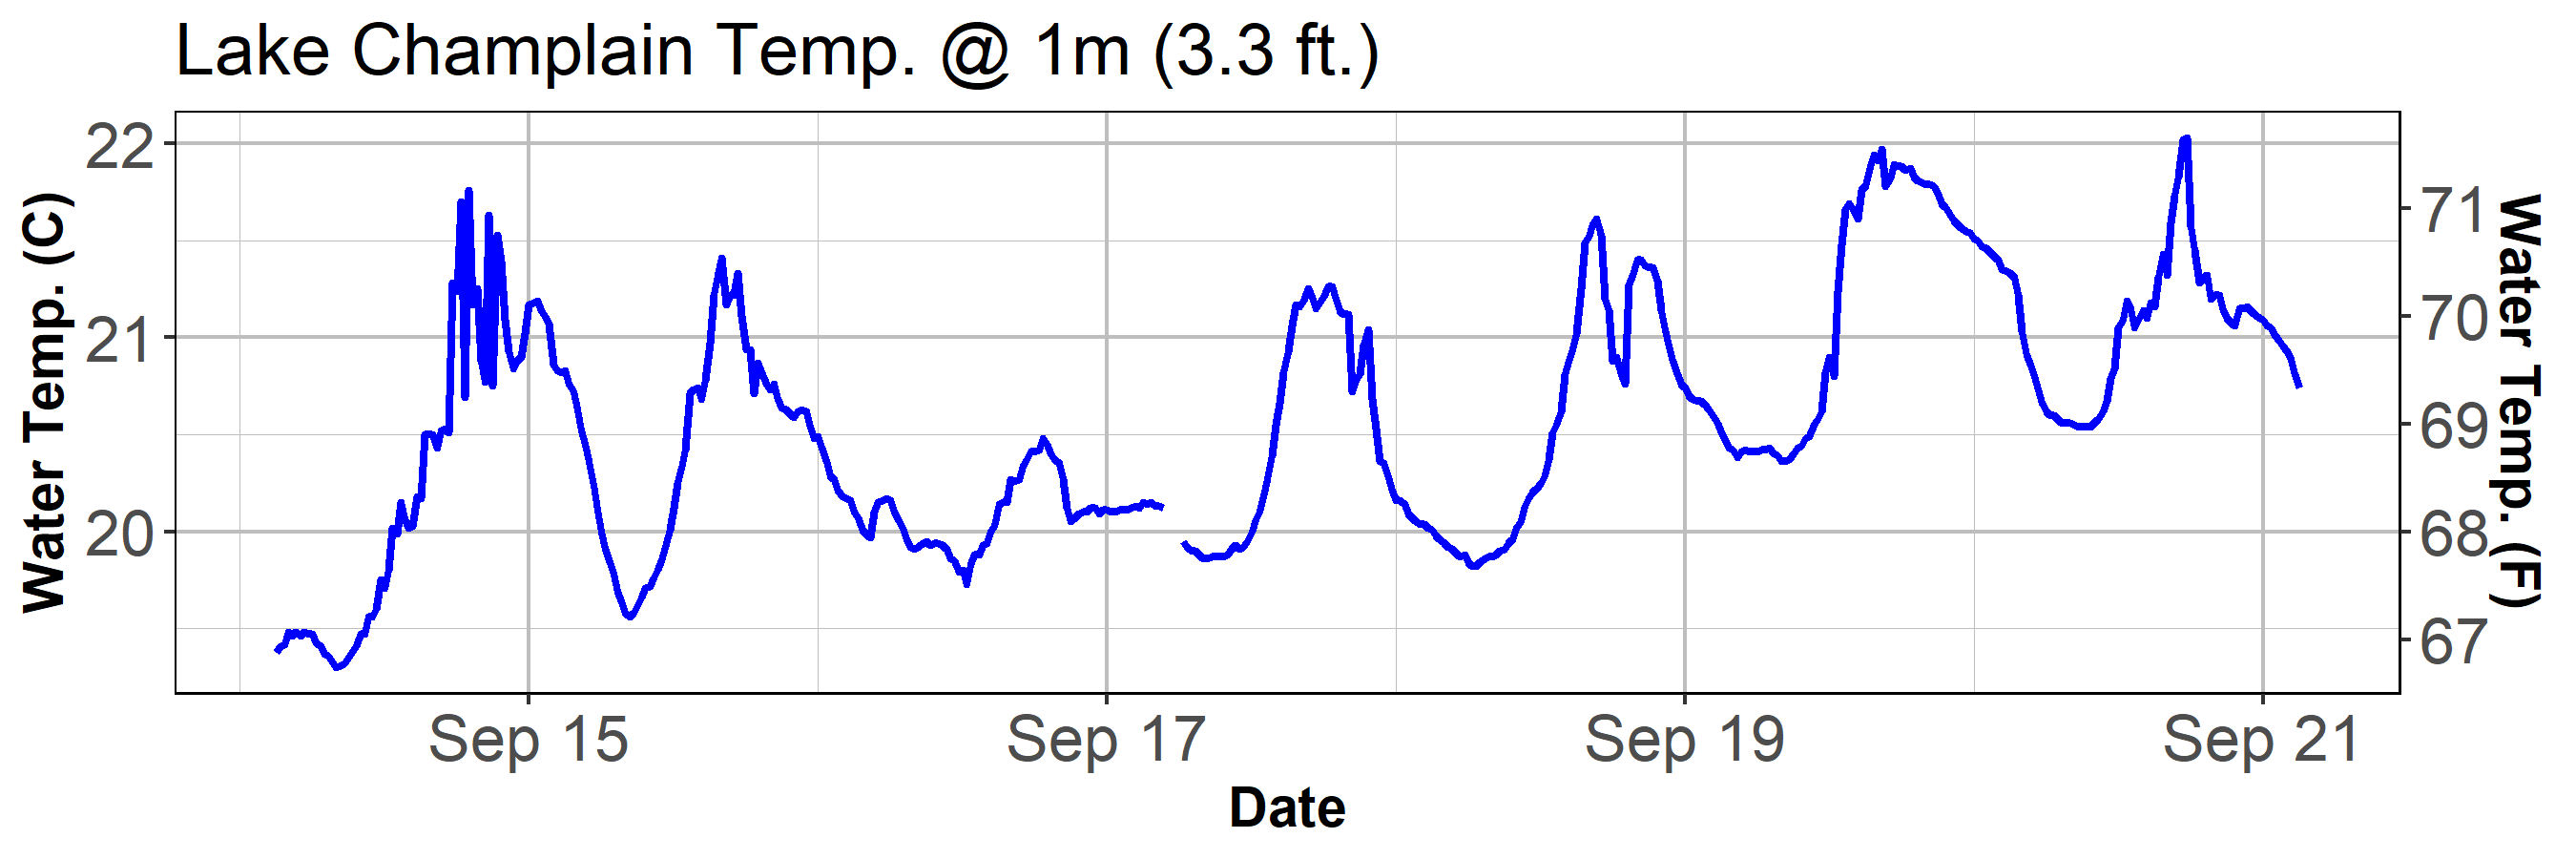 Lake Champlain Temp. @ 1m (3.3 ft.)
Water Temp. (C)
22
21
20
71
70
69
68
67
Water Temp. (F)
Sep 15
Sep 17
Sep 19
Sep 21
Date